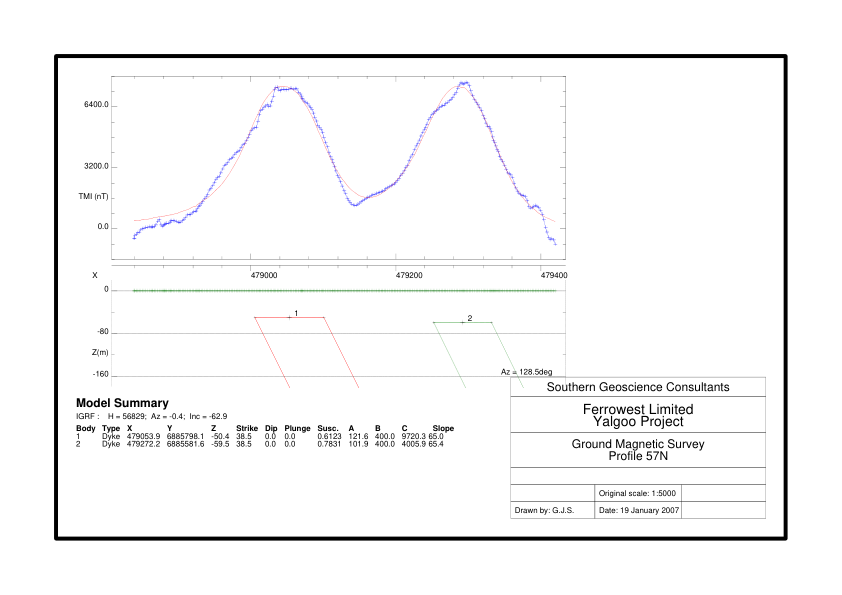 6400.0
3200.0
TMI (nT)
0.0
X 479000 479200 479400
0
1
2
-80
Z(m)
Az = 128.5deg
-160
Southern Geoscience Consultants
Model Summary
IGRF : H = 56829; Az = -0.4; Inc = -62.9
Ferrowest Limited
Yalgoo Project
Body Type X Y Z Strike Dip Plunge Susc. A B C Slope
1 Dyke 479053.9 6885798.1 -50.4 38.5 0.0 0.0 0.6123 121.6 400.0 9720.3 65.0
2 Dyke 479272.2 6885581.6 -59.5 38.5 0.0 0.0 0.7831 101.9 400.0 4005.9 65.4
Ground Magnetic Survey
Profile 57N
Original scale: 1:5000
Drawn by: G.J.S. Date: 19 January 2007